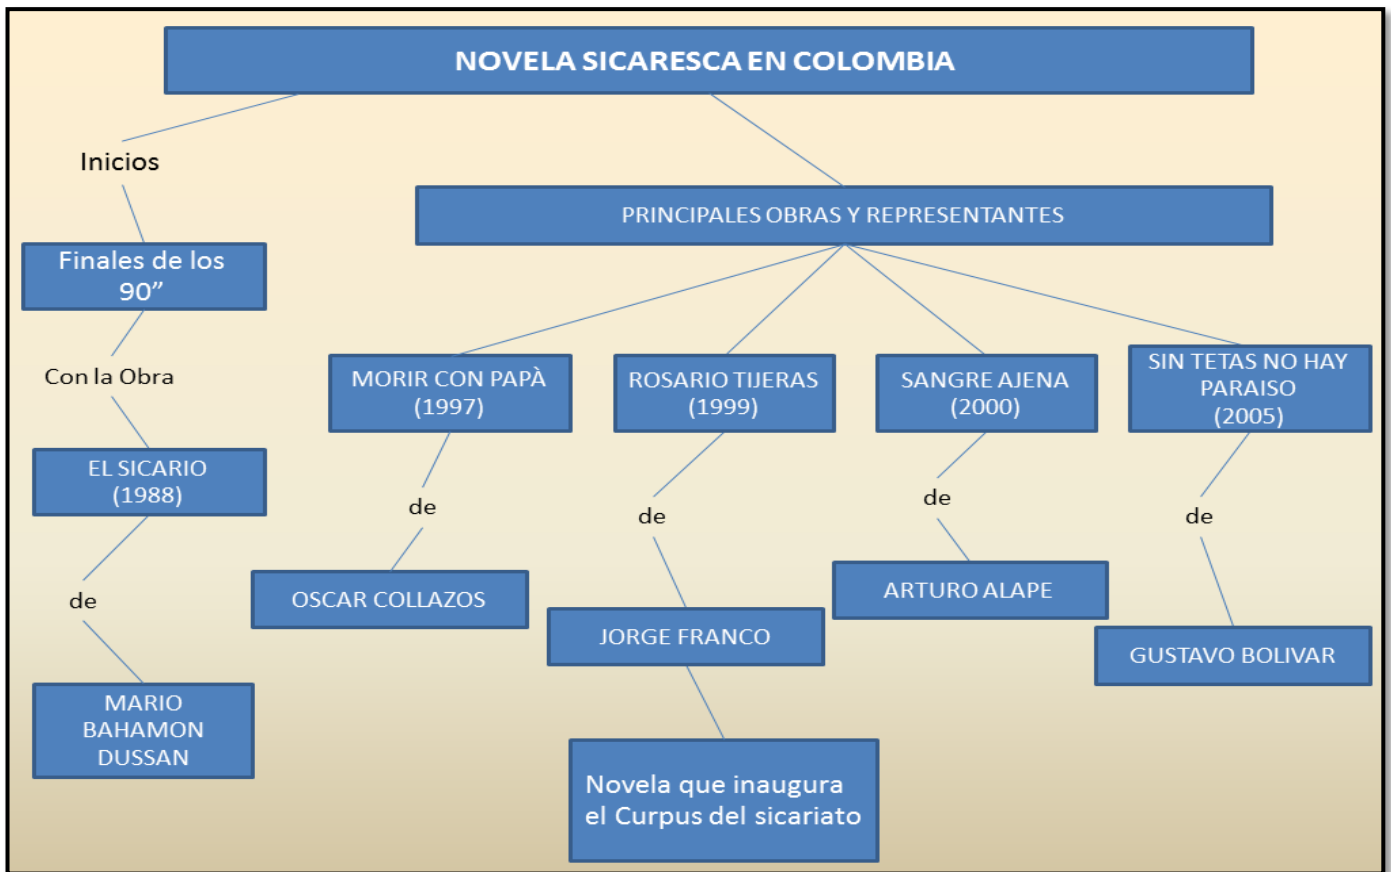 NOVELA SICARESCA EN COLOMBIA
Inicios
Finales de los
90”
Con la Obra
EL SICARIO
(1988)
de
MARIO
BAHAMON
DUSSAN
PRINCIPALES OBRAS Y REPRESENTANTES
MORIR CON PAPÀ
(1997)
de
OSCAR COLLAZOS
ROSARIO TIJERAS
(1999)
de
JORGE FRANCO
Novela que inaugura
el Curpus del sicariato
SANGRE AJENA
(2000)
de
ARTURO ALAPE
SIN TETAS NO HAY
PARAISO
(2005)
de
GUSTAVO BOLIVAR